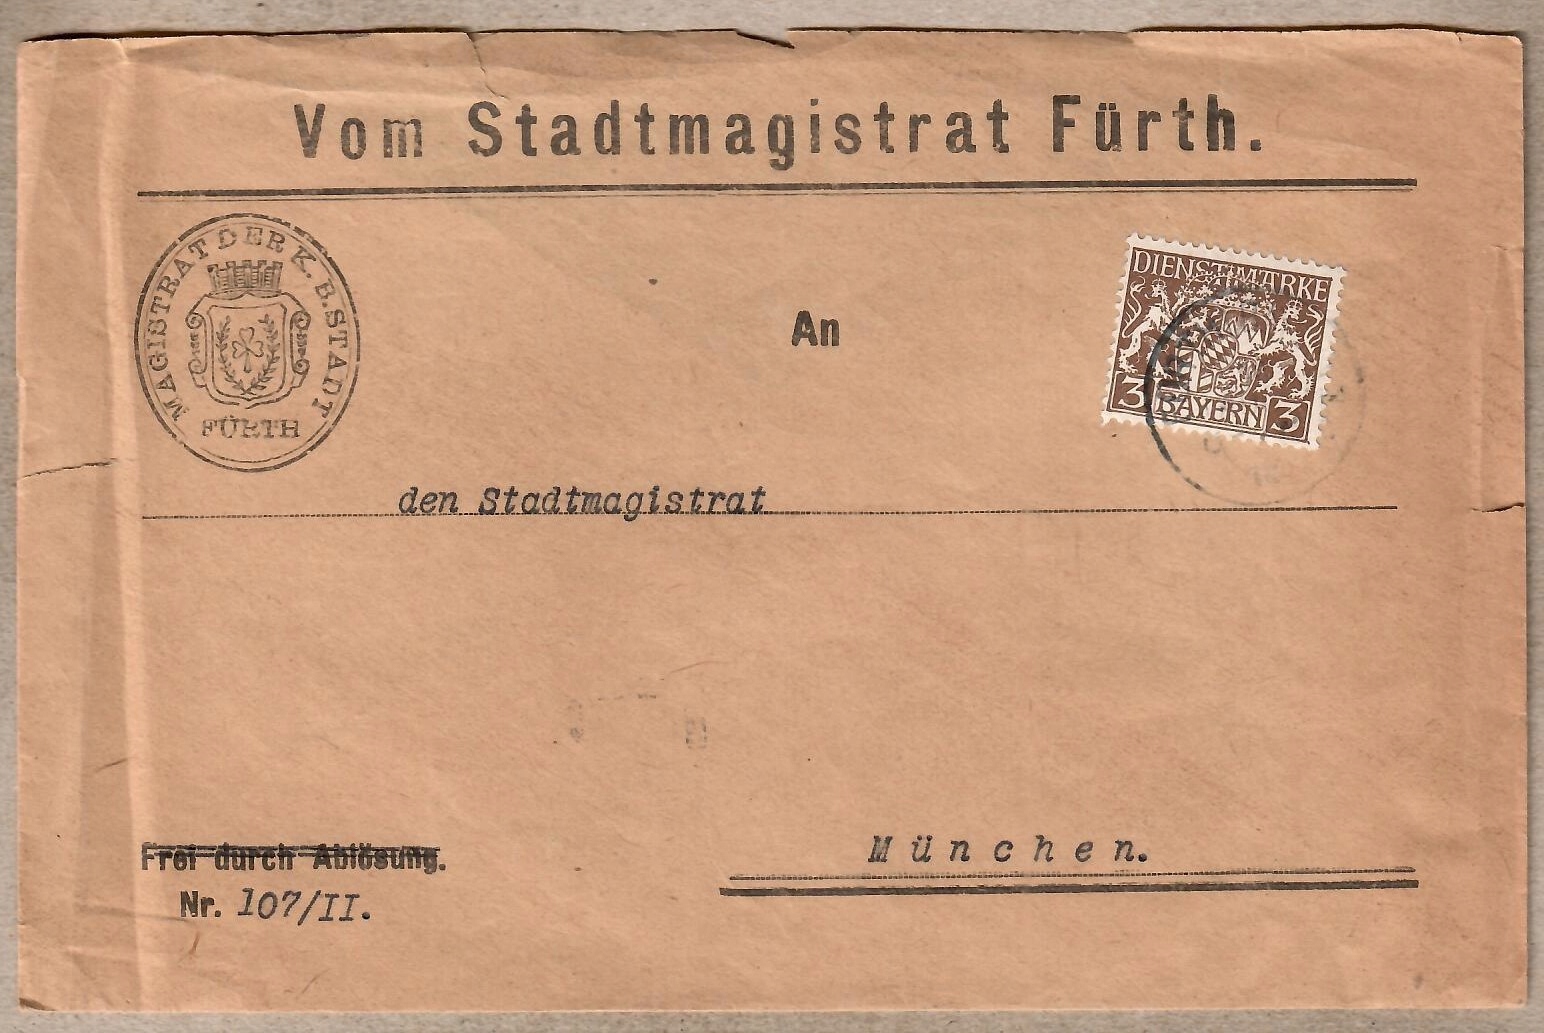 Vom Stadtmagistrat Fürth.
MAGISTRAT DER K. B. STADT
FÜRTH
An
DIENSTMARKE
3 BAYERN 3
den Stadtmagistrat
München.
Frei durch Ablösung.
Nr. 107/II.